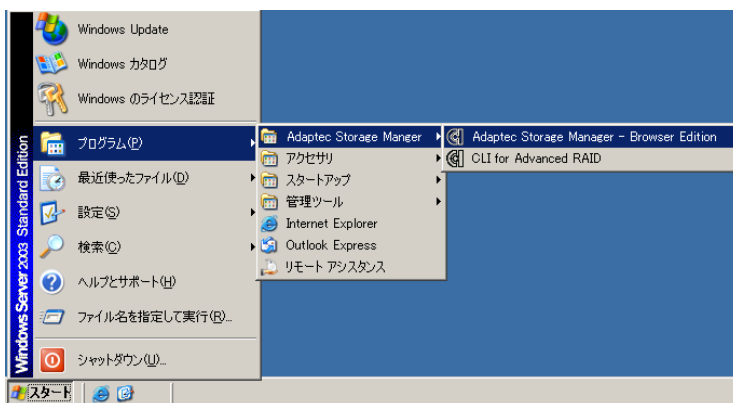 Windows Update
Windows カタログ
Windows のライセンス認証
プログラム(P)
最近使ったファイル(D)
設定(S)
検索(C)
ヘルプとサポート(H)
ファイル名を指定して実行(R)...
シャットダウン(U)...
Windows Server 2003 Standard Edition
Adaptec Storage Manger
アクセサリ
スタートアップ
管理ツール
Internet Explorer
Outlook Express
リモート アシスタンス
Adaptec Storage Manager - Browser Edition
CLI for Advanced RAID
スタート